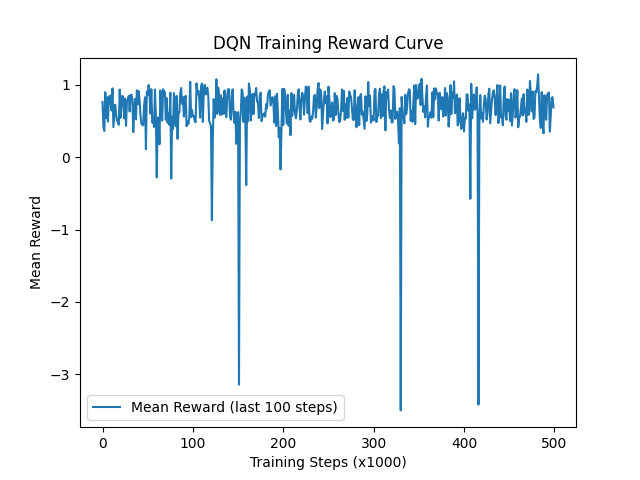 DQN Training Reward Curve
Mean Reward
1
0
−1
−2
−3
Mean Reward (last 100 steps)
0
100
200
300
400
500
Training Steps (x1000)